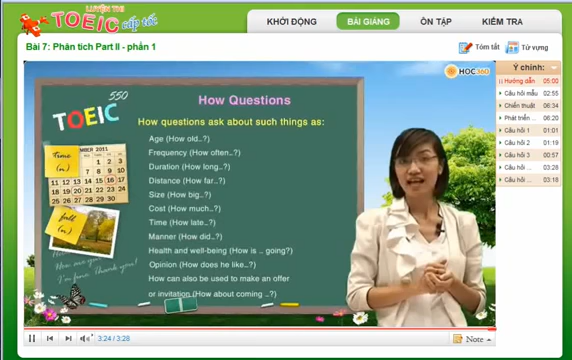 LUYỆN THI
TOEIC cấp tốc
KHỞI ĐỘNG
BÀI GIẢNG
ÔN TẬP
KIỂM TRA
Bài 7: Phân tích Part II - phần 1
Tóm tắt
Từ vựng
HOC360
TOEIC 550
How Questions
How questions ask about such things as:
Age (How old..?)
Frequency (How often..?)
Duration (How long..?)
Distance (How far..?)
Size (How big..?)
Cost (How much..?)
Time (How late..?)
Manner (How did..?)
Health and well-being (How is .. going?)
Opinion (How does he like..?)
How can also be used to make an offer
or invitation (How about coming ..?)
MBER 2011
Time
(n)
fall
(n)
How are you?
I'm fine. Thank you!
Ý chính:
Hướng dẫn 05:00
Câu hỏi mẫu 02:55
Chiến thuật 06:34
Phát triển .. 06:20
Câu hỏi 1 01:01
Câu hỏi 2 01:19
Câu hỏi 3 00:57
Câu hỏi ... 03:28
Câu hỏi ... 03:18
3:24 / 3:28
Note